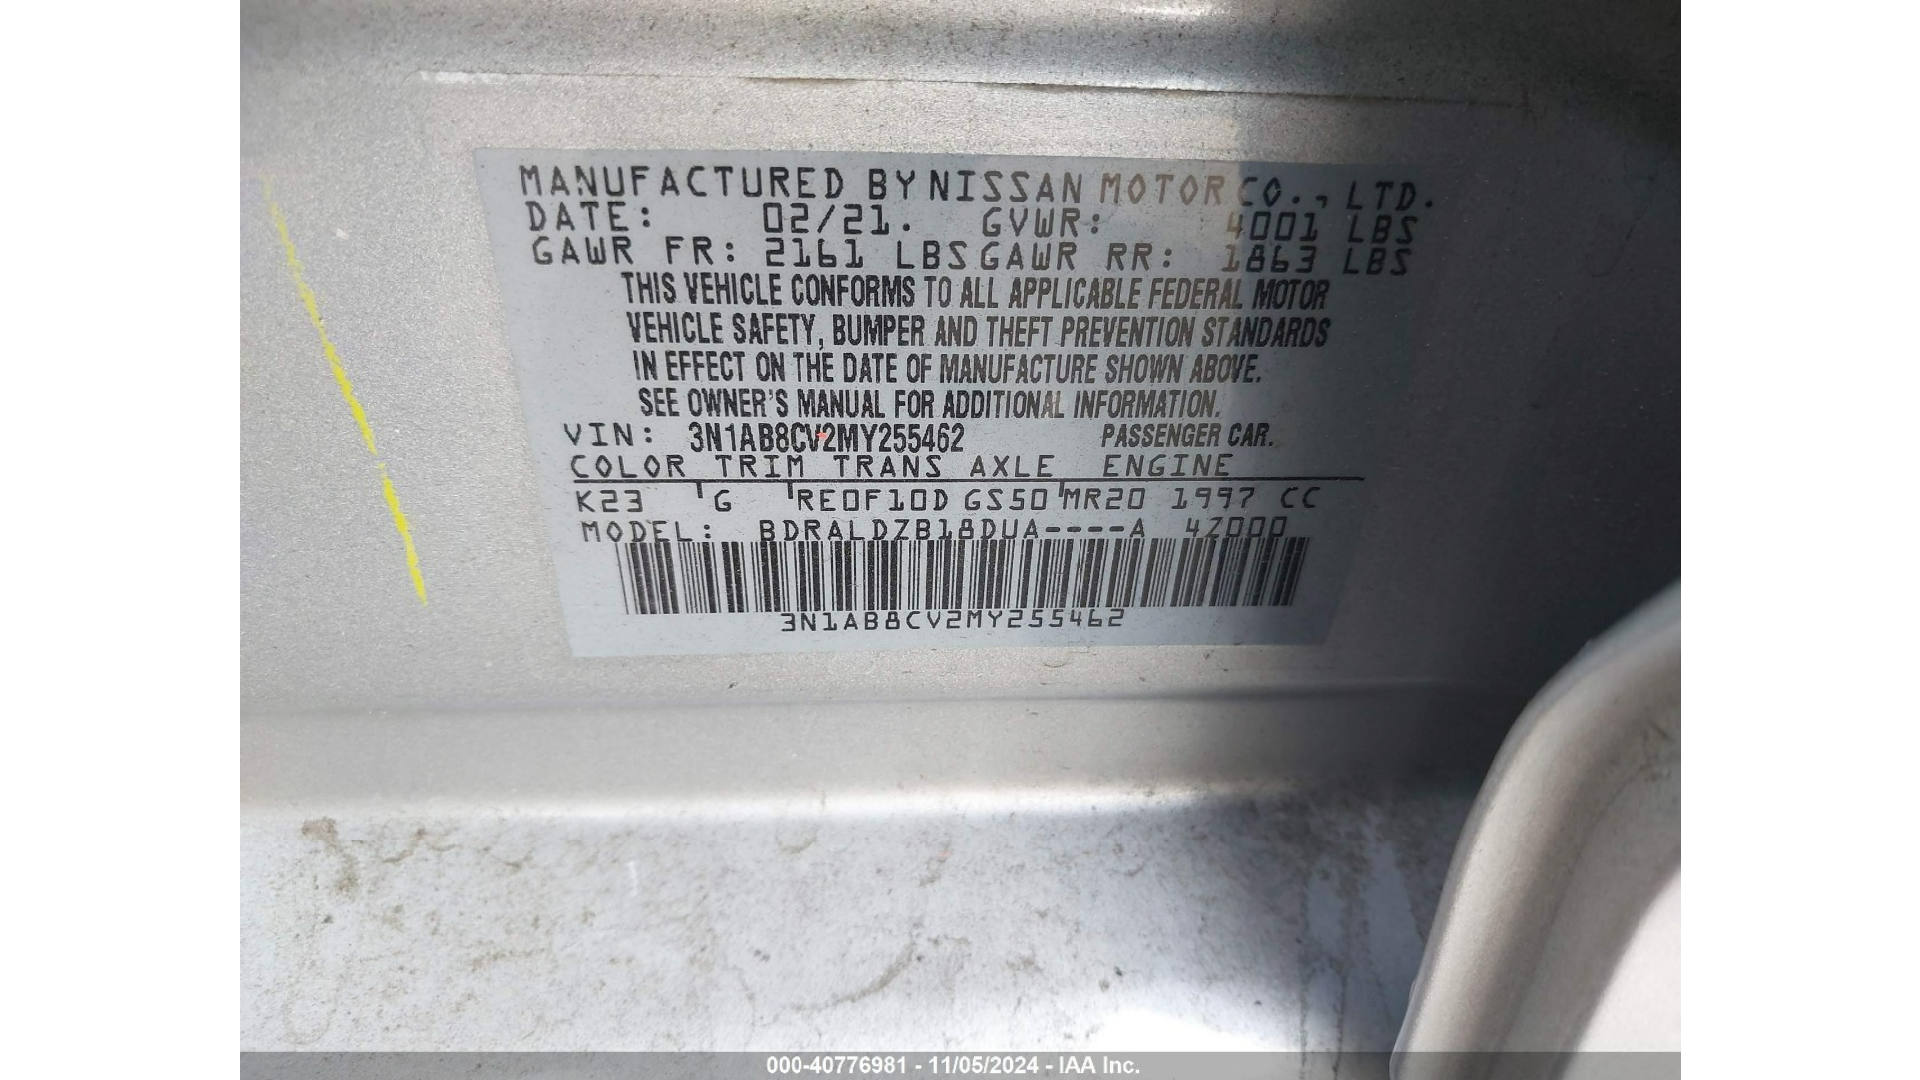 MANUFACTURED BY NISSAN MOTOR CO., LTD.
DATE: 02/21. GVWR: 4001 LBS
GAWR FR: 2161 LBS GAWR RR: 1863 LBS
THIS VEHICLE CONFORMS TO ALL APPLICABLE FEDERAL MOTOR
VEHICLE SAFETY, BUMPER AND THEFT PREVENTION STANDARDS
IN EFFECT ON THE DATE OF MANUFACTURE SHOWN ABOVE.
SEE OWNER'S MANUAL FOR ADDITIONAL INFORMATION.
VIN: 3N1AB8CV2MY255462 PASSENGER CAR.
COLOR TRIM TRANS AXLE ENGINE
K23 G RE0F10D GS50 MR20 1997 CC
MODEL: BDRALDZB18DUA----A 4Z000
3N1AB8CV2MY255462
000-40776981 - 11/05/2024 - IAA Inc.